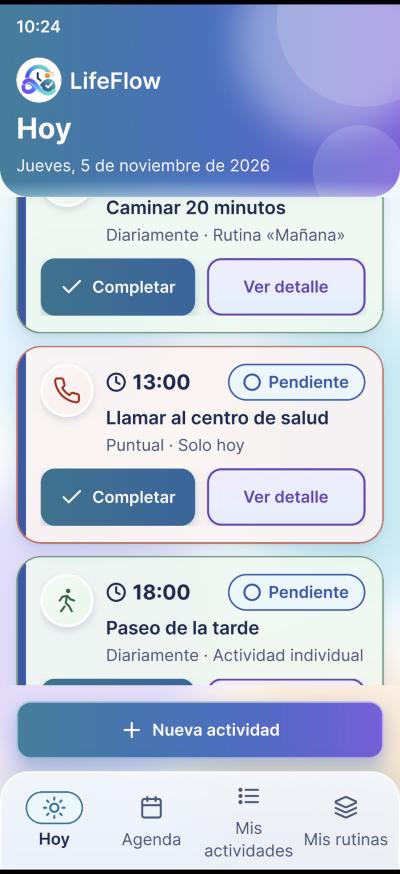 10:24
LifeFlow
Hoy
Jueves, 5 de noviembre de 2026
Caminar 20 minutos
Diariamente · Rutina «Mañana»
Completar
Ver detalle
13:00
Pendiente
Llamar al centro de salud
Puntual · Solo hoy
Completar
Ver detalle
18:00
Pendiente
Paseo de la tarde
Diariamente · Actividad individual
Nueva actividad
Hoy
Agenda
Mis
actividades
Mis rutinas